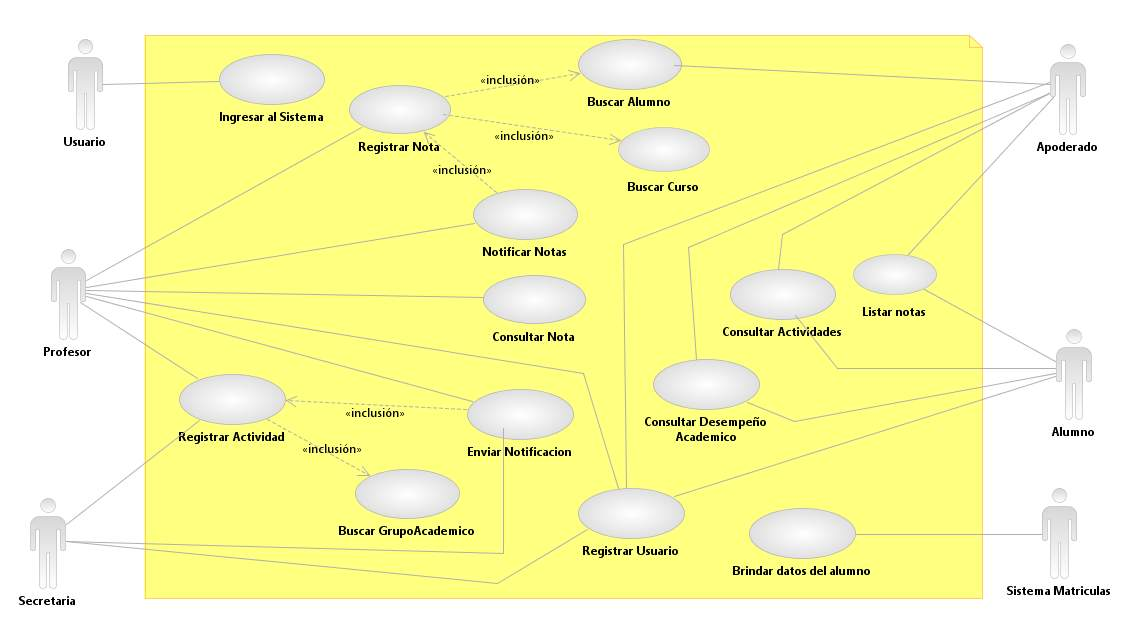 «inclusión»
Buscar Alumno
Ingresar al Sistema
Usuario
«inclusión»
Registrar Nota
Apoderado
«inclusión»
Buscar Curso
Notificar Notas
Listar notas
Consultar Actividades
Consultar Nota
Profesor
«inclusión»
Consultar Desempeño
Academico
Registrar Actividad
Alumno
«inclusión»
Enviar Notificacion
Buscar GrupoAcademico
Registrar Usuario
Brindar datos del alumno
Sistema Matriculas
Secretaria